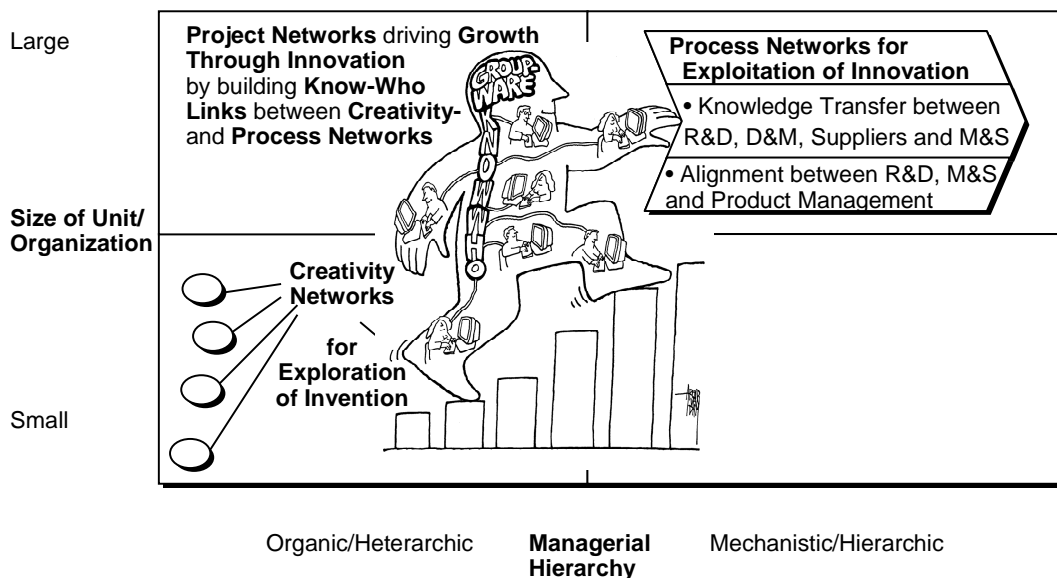 Large
Project Networks driving Growth
Through Innovation
by building Know-Who
Links between Creativity-
and Process Networks
GROUP-
WARE
KNOWWHO
Process Networks for
Exploitation of Innovation
• Knowledge Transfer between
R&D, D&M, Suppliers and M&S
• Alignment between R&D, M&S
and Product Management
Size of Unit/
Organization
Creativity
Networks
for
Exploration
of Invention
Small
Organic/Heterarchic
Managerial
Hierarchy
Mechanistic/Hierarchic